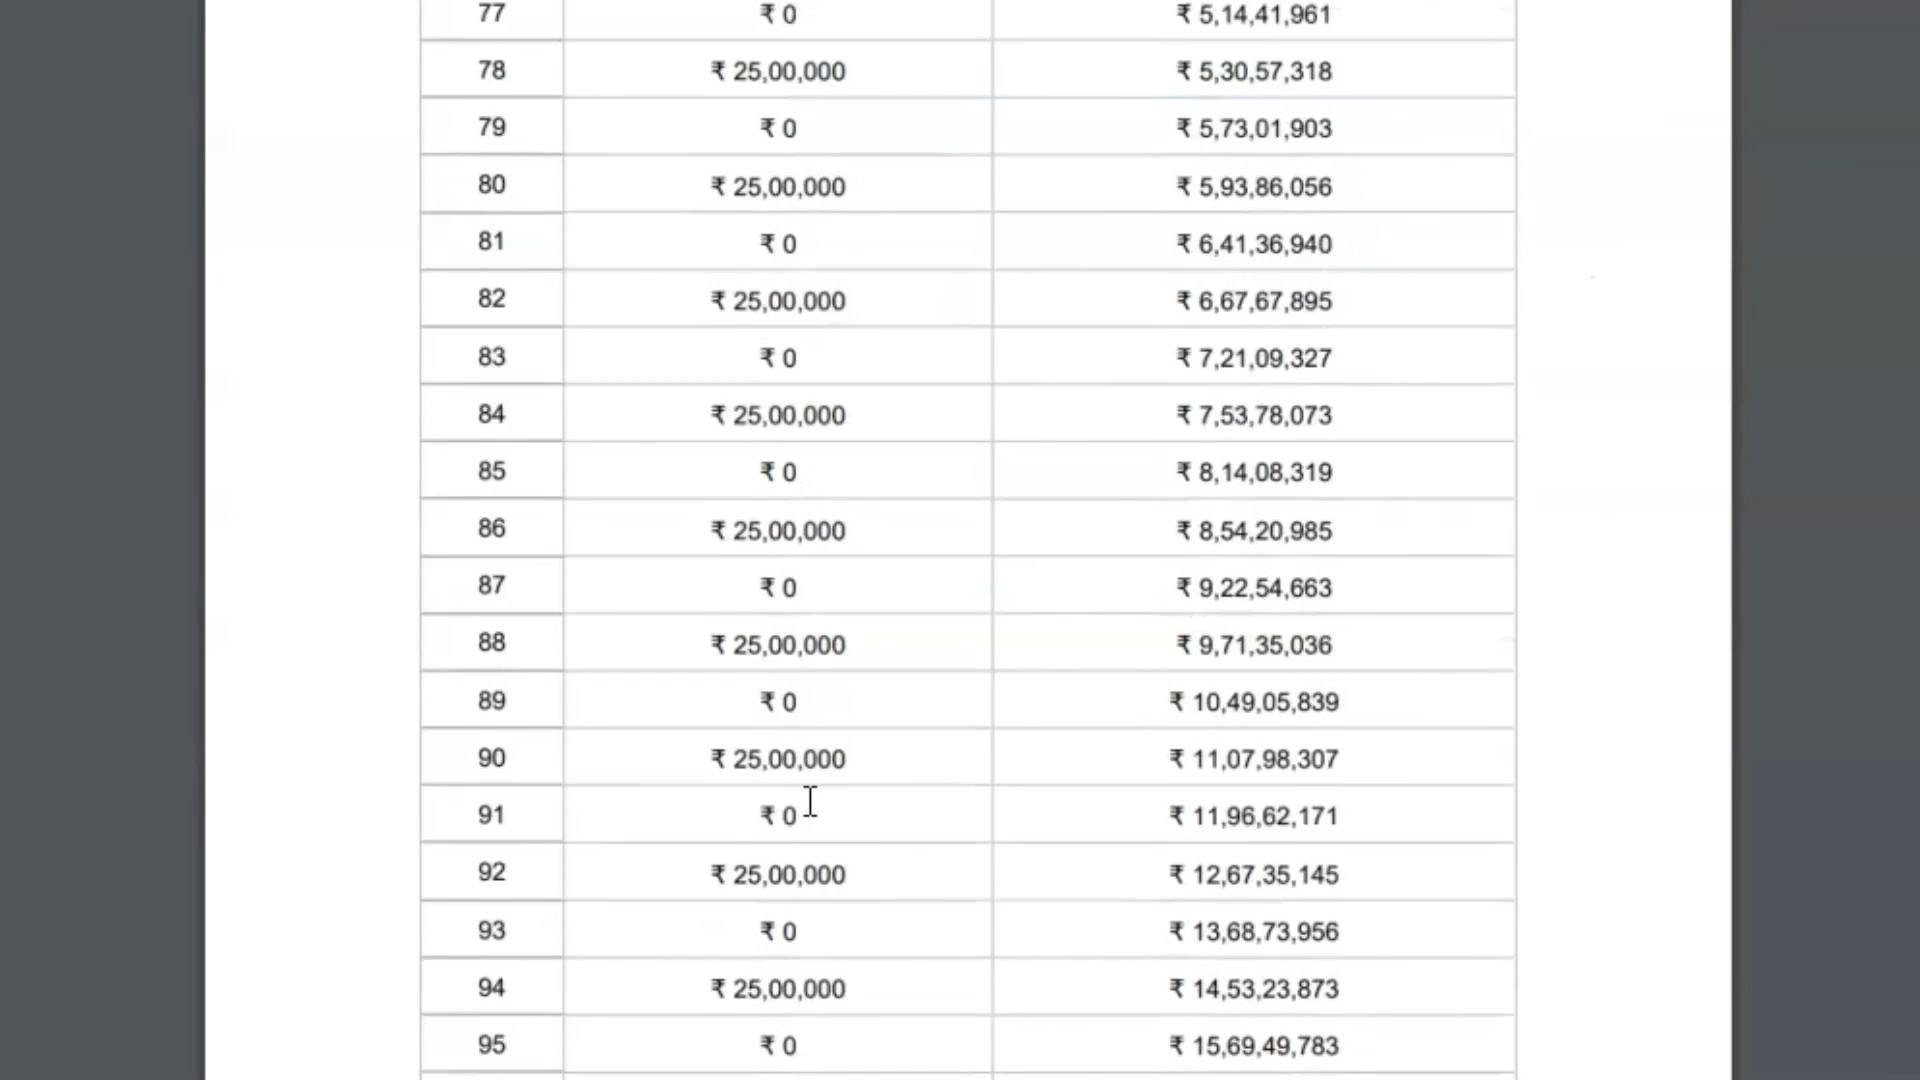 77 ₹ 0 ₹ 5,14,41,961
78 ₹ 25,00,000 ₹ 5,30,57,318
79 ₹ 0 ₹ 5,73,01,903
80 ₹ 25,00,000 ₹ 5,93,86,056
81 ₹ 0 ₹ 6,41,36,940
82 ₹ 25,00,000 ₹ 6,67,67,895
83 ₹ 0 ₹ 7,21,09,327
84 ₹ 25,00,000 ₹ 7,53,78,073
85 ₹ 0 ₹ 8,14,08,319
86 ₹ 25,00,000 ₹ 8,54,20,985
87 ₹ 0 ₹ 9,22,54,663
88 ₹ 25,00,000 ₹ 9,71,35,036
89 ₹ 0 ₹ 10,49,05,839
90 ₹ 25,00,000 ₹ 11,07,98,307
91 ₹ 0 ₹ 11,96,62,171
92 ₹ 25,00,000 ₹ 12,67,35,145
93 ₹ 0 ₹ 13,68,73,956
94 ₹ 25,00,000 ₹ 14,53,23,873
95 ₹ 0 ₹ 15,69,49,783